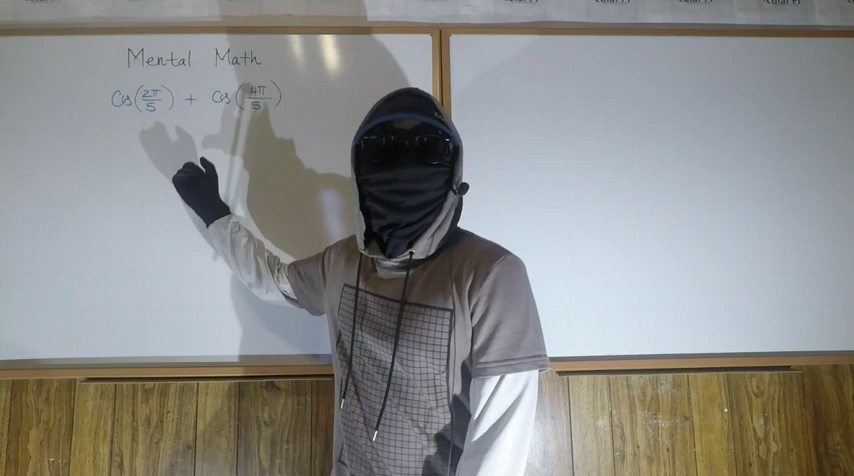 Mental Math
Cos(2π/5) + Cos(4π/5)